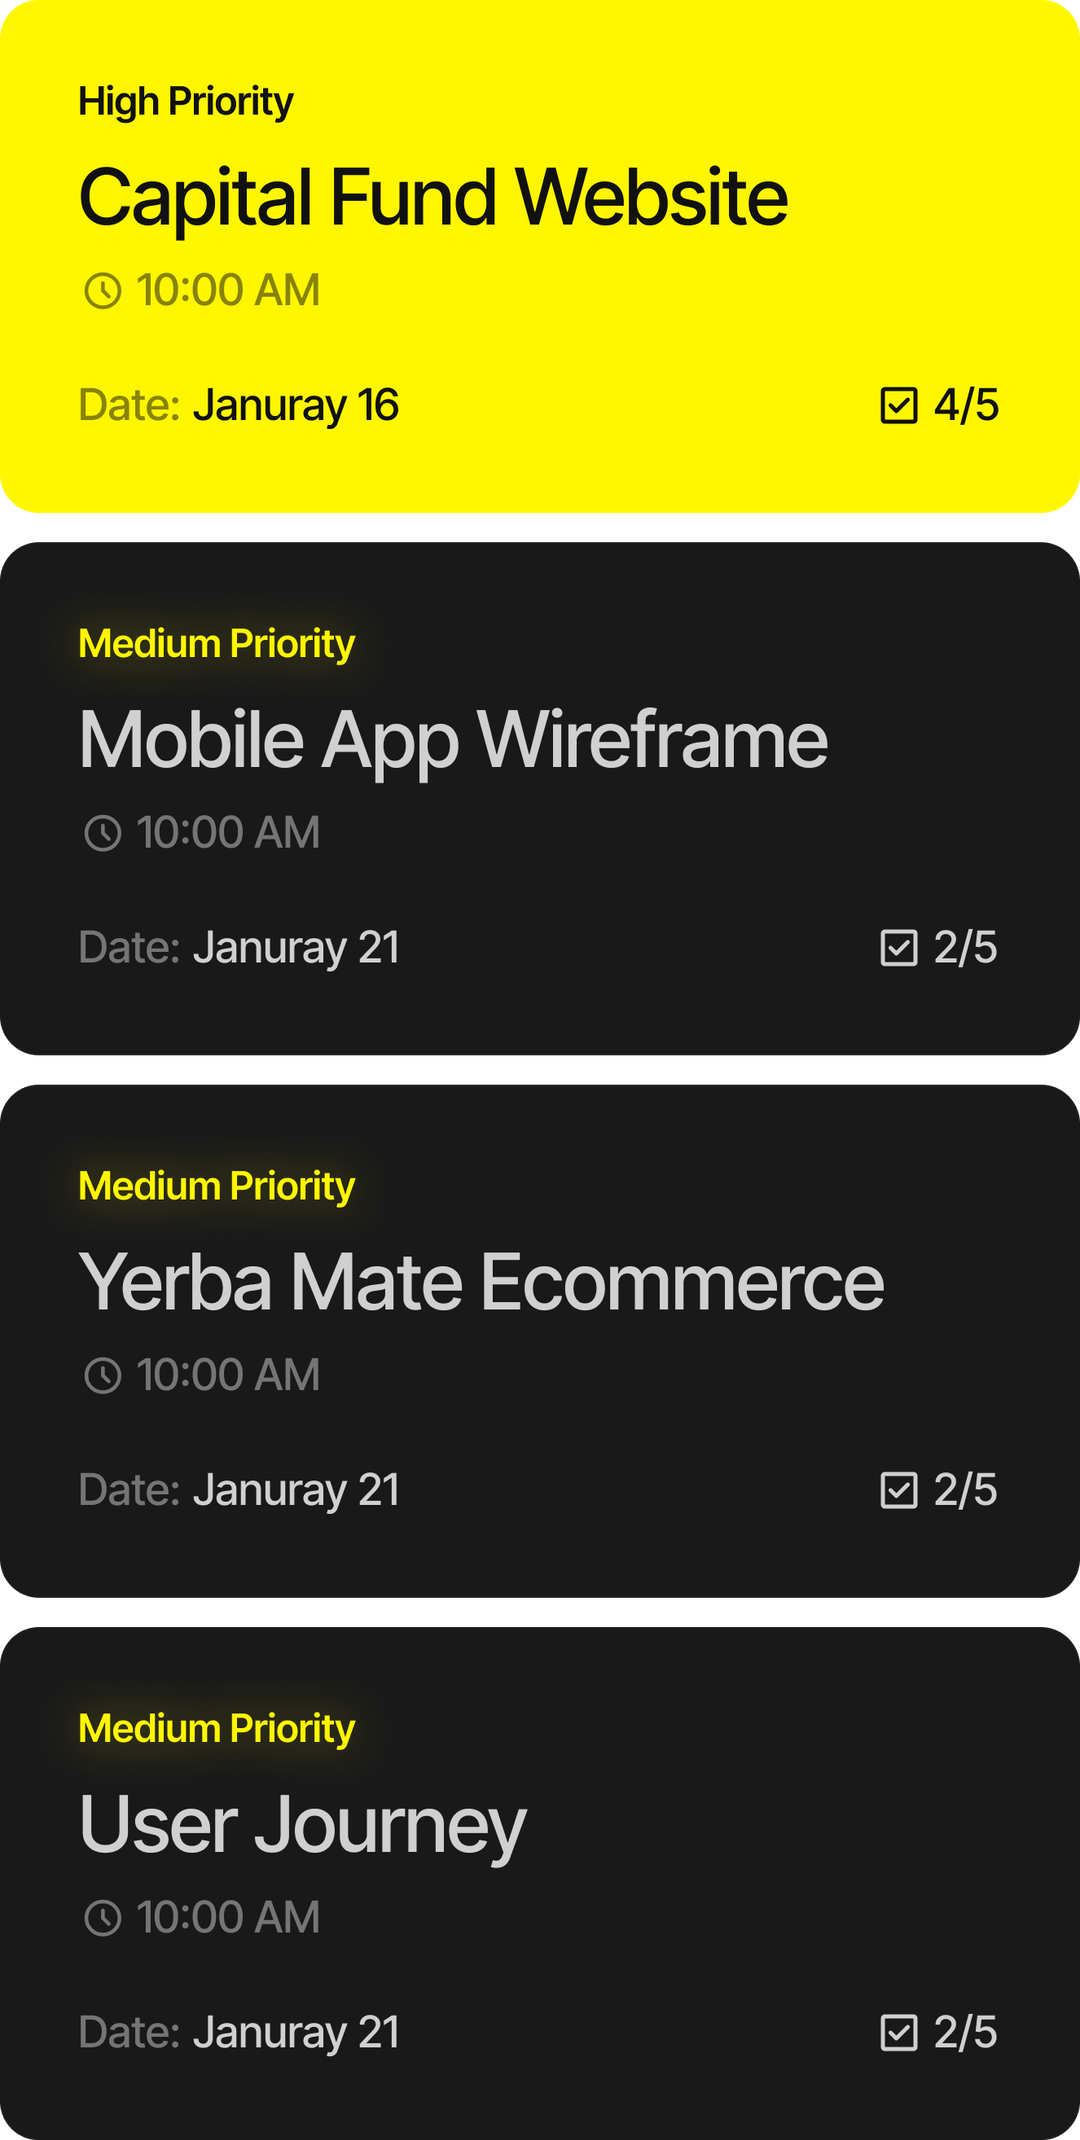 High Priority
Capital Fund Website
10:00 AM
Date: Januray 16
4/5
Medium Priority
Mobile App Wireframe
10:00 AM
Date: Januray 21
2/5
Medium Priority
Yerba Mate Ecommerce
10:00 AM
Date: Januray 21
2/5
Medium Priority
User Journey
10:00 AM
Date: Januray 21
2/5